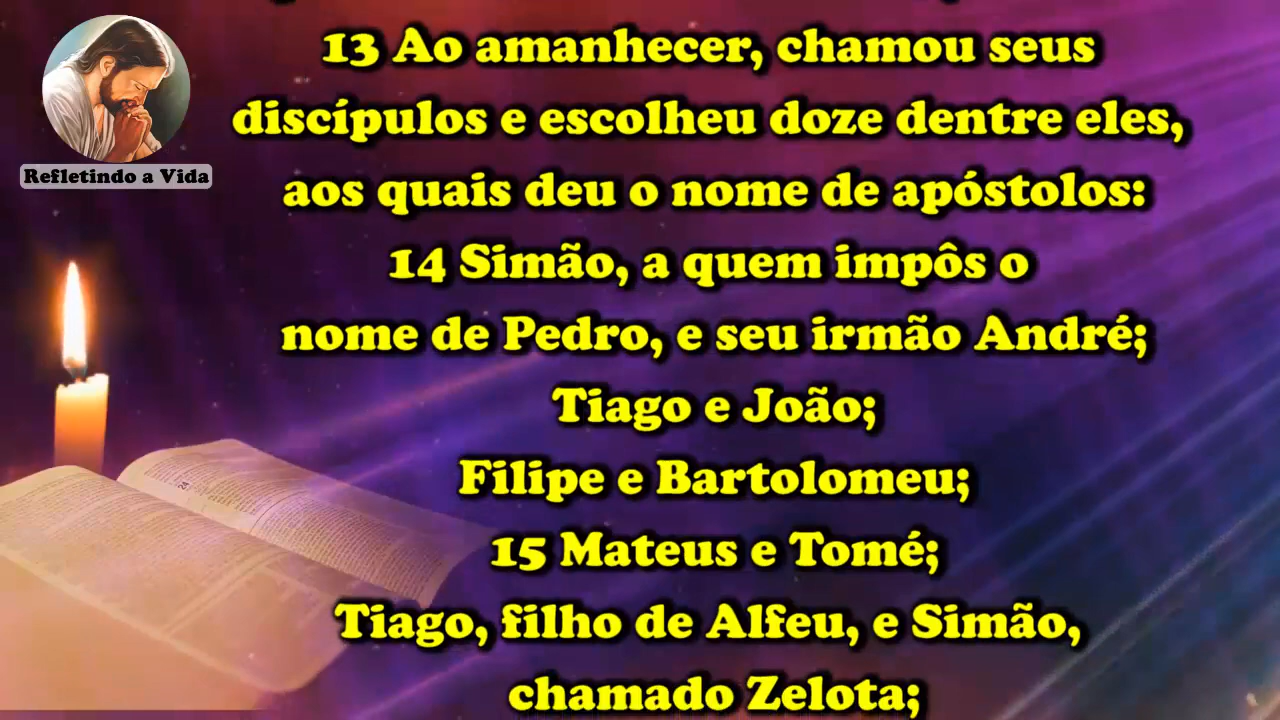 Refletindo a Vida
13 Ao amanhecer, chamou seus
discípulos e escolheu doze dentre eles,
aos quais deu o nome de apóstolos:
14 Simão, a quem impôs o
nome de Pedro, e seu irmão André;
Tiago e João;
Filipe e Bartolomeu;
15 Mateus e Tomé;
Tiago, filho de Alfeu, e Simão,
chamado Zelota;